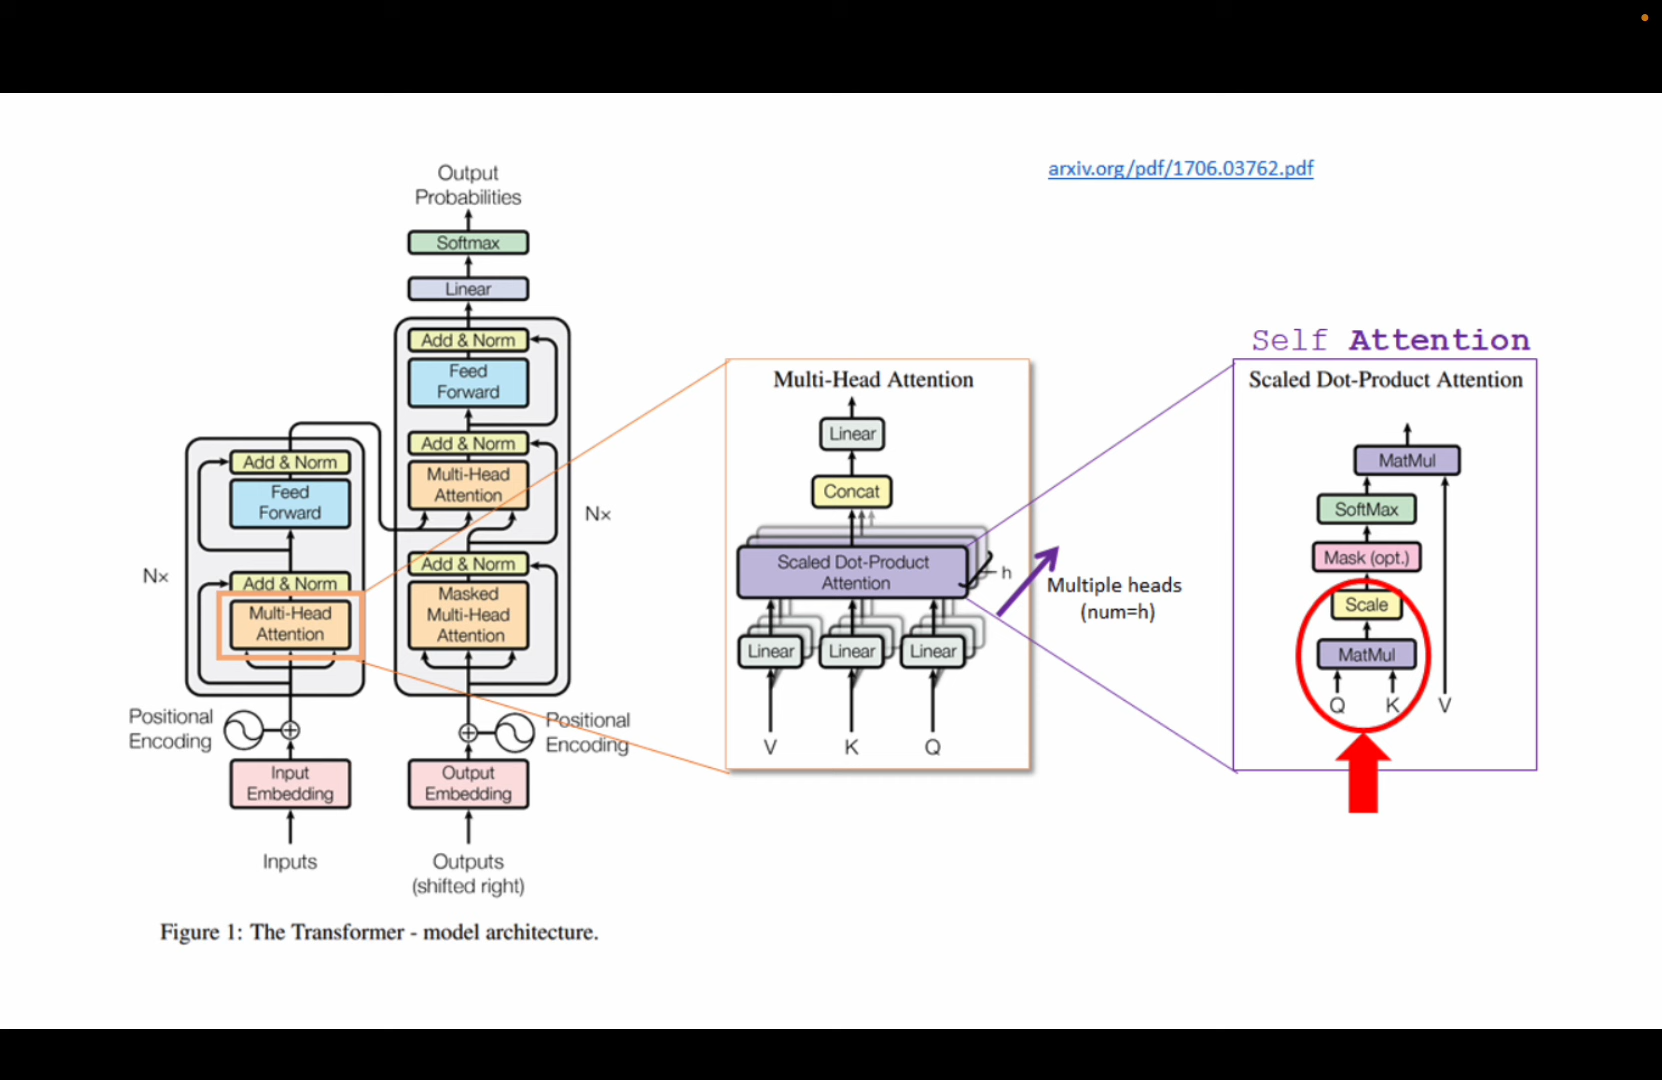 arxiv.org/pdf/1706.03762.pdf
Output
Probabilities
Softmax
Linear
Add & Norm
Feed
Forward
Add & Norm
Multi-Head
Attention
Add & Norm
Masked
Multi-Head
Attention
Nx
Positional
Encoding
Output
Embedding
Outputs
(shifted right)
Add & Norm
Feed
Forward
Add & Norm
Multi-Head
Attention
Nx
Positional
Encoding
Input
Embedding
Inputs
Figure 1: The Transformer - model architecture.
Multi-Head Attention
Linear
Concat
Scaled Dot-Product
Attention
h
Linear Linear Linear
V K Q
Multiple heads
(num=h)
Self Attention
Scaled Dot-Product Attention
MatMul
SoftMax
Mask (opt.)
Scale
MatMul
Q K V